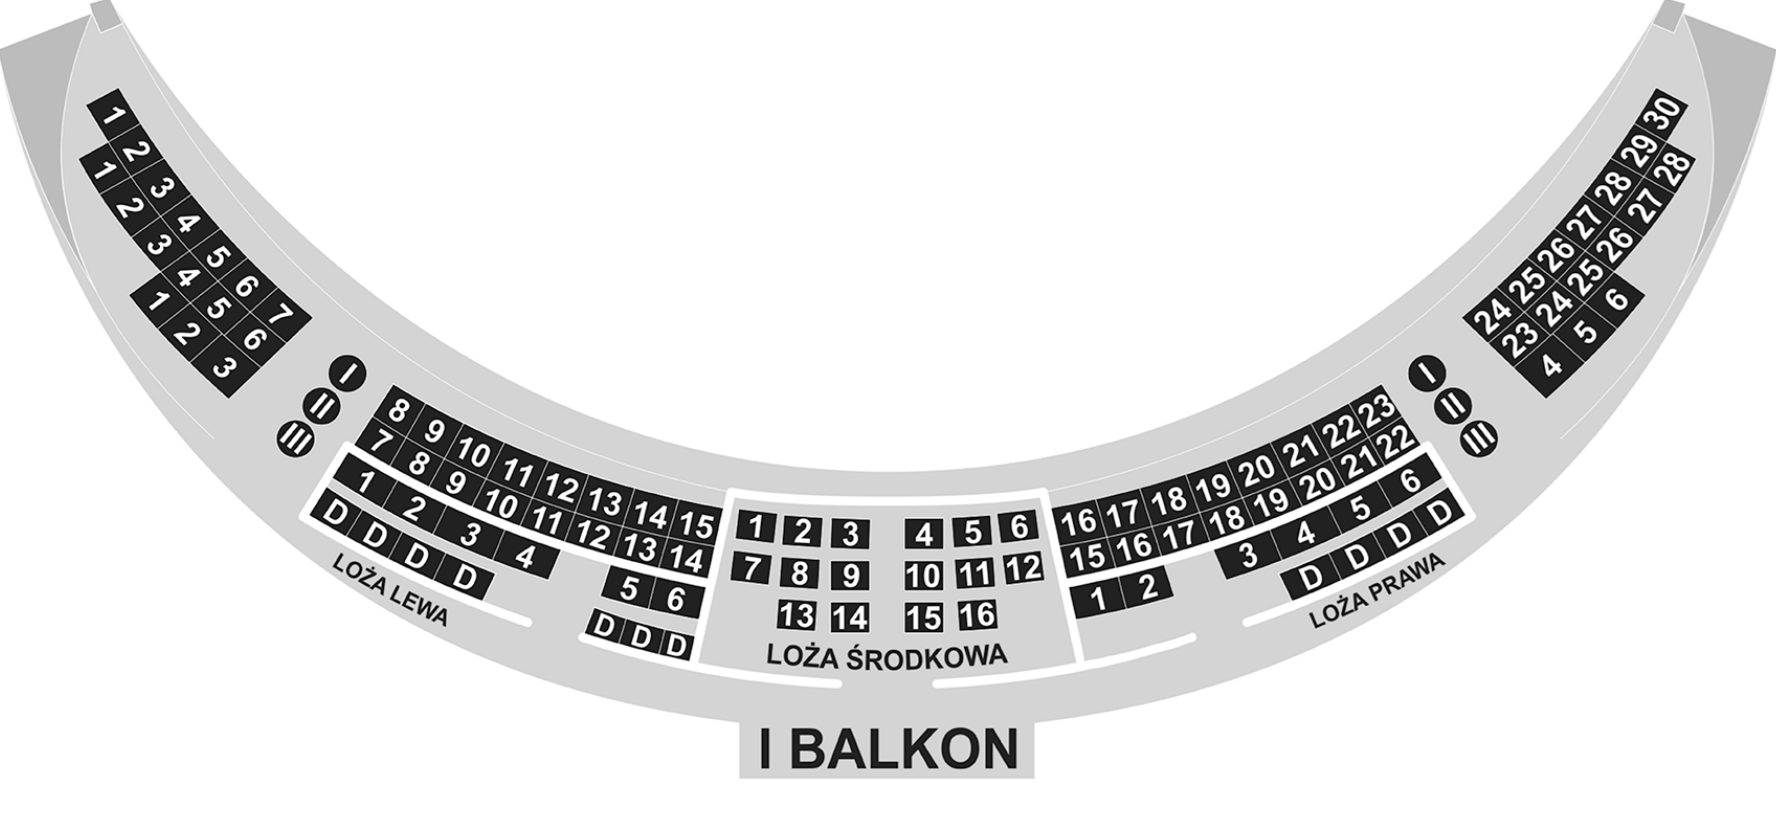 1 2 3 4 5 6 7
1 2 3 4 5 6
1 2 3
I
II
III
8 9 10 11 12 13 14 15
7 8 9 10 11 12 13 14
1 2 3 4 5 6
D D D D D D D
LOŻA LEWA
1 2 3 4 5 6
7 8 9 10 11 12
13 14 15 16
LOŻA ŚRODKOWA
16 17 18 19 20 21 22 23
15 16 17 18 19 20 21 22
1 2 3 4 5 6
D D D D
LOŻA PRAWA
I
II
III
24 25 26 27 28 29 30
23 24 25 26 27 28
4 5 6
I BALKON